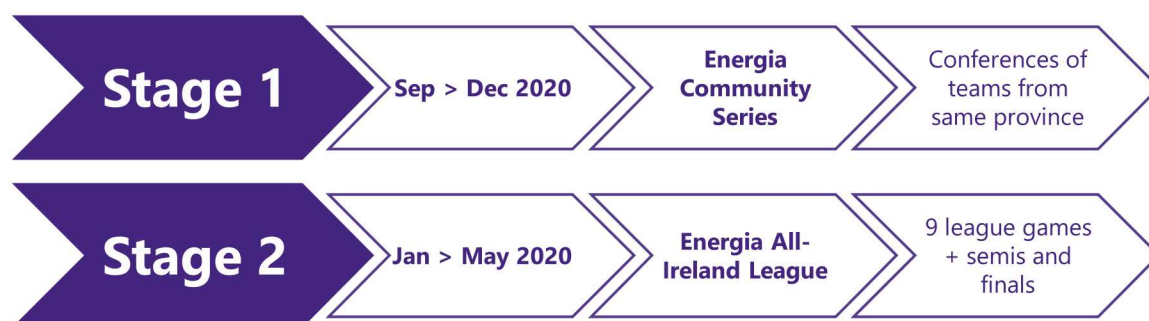 Stage 1
Sep > Dec 2020
Energia
Community
Series
Conferences of
teams from
same province
Stage 2
Jan > May 2020
Energia All-
Ireland League
9 league games
+ semis and
finals